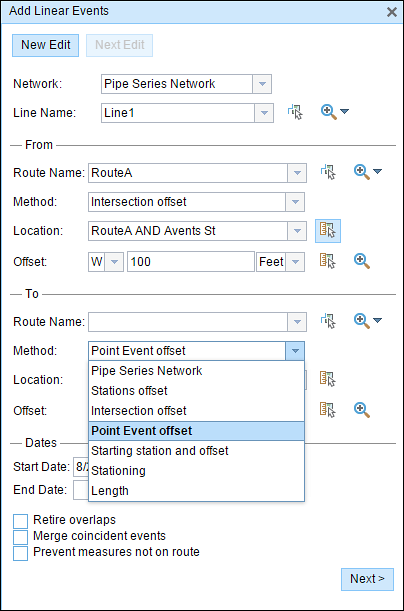 Add Linear Events
New Edit Next Edit
Network: Pipe Series Network
Line Name: Line1
From
Route Name: RouteA
Method: Intersection offset
Location: RouteA AND Avents St
Offset: W 100 Feet
To
Route Name:
Method: Point Event offset
Pipe Series Network
Location:
Stations offset
Intersection offset
Offset:
Point Event offset
Dates
Starting station and offset
Start Date: 8/
Stationing
End Date:
Length
Retire overlaps
Merge coincident events
Prevent measures not on route
Next >